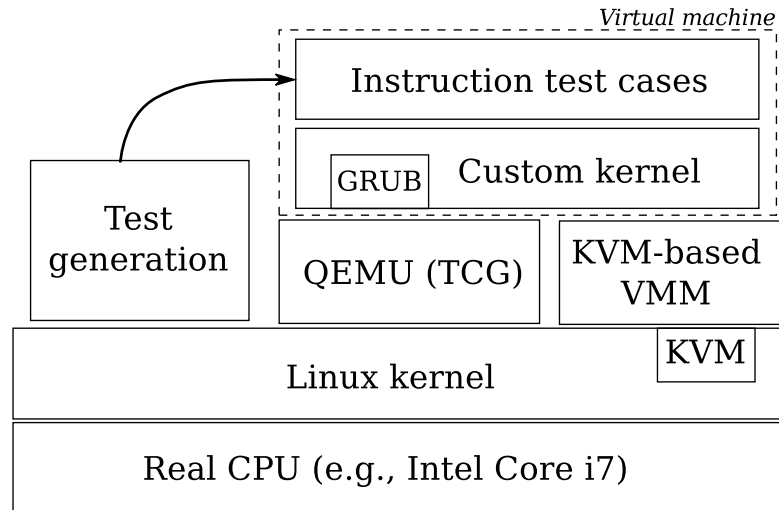 Virtual machine
Instruction test cases
GRUB
Custom kernel
Test
generation
QEMU (TCG)
KVM-based
VMM
KVM
Linux kernel
Real CPU (e.g., Intel Core i7)